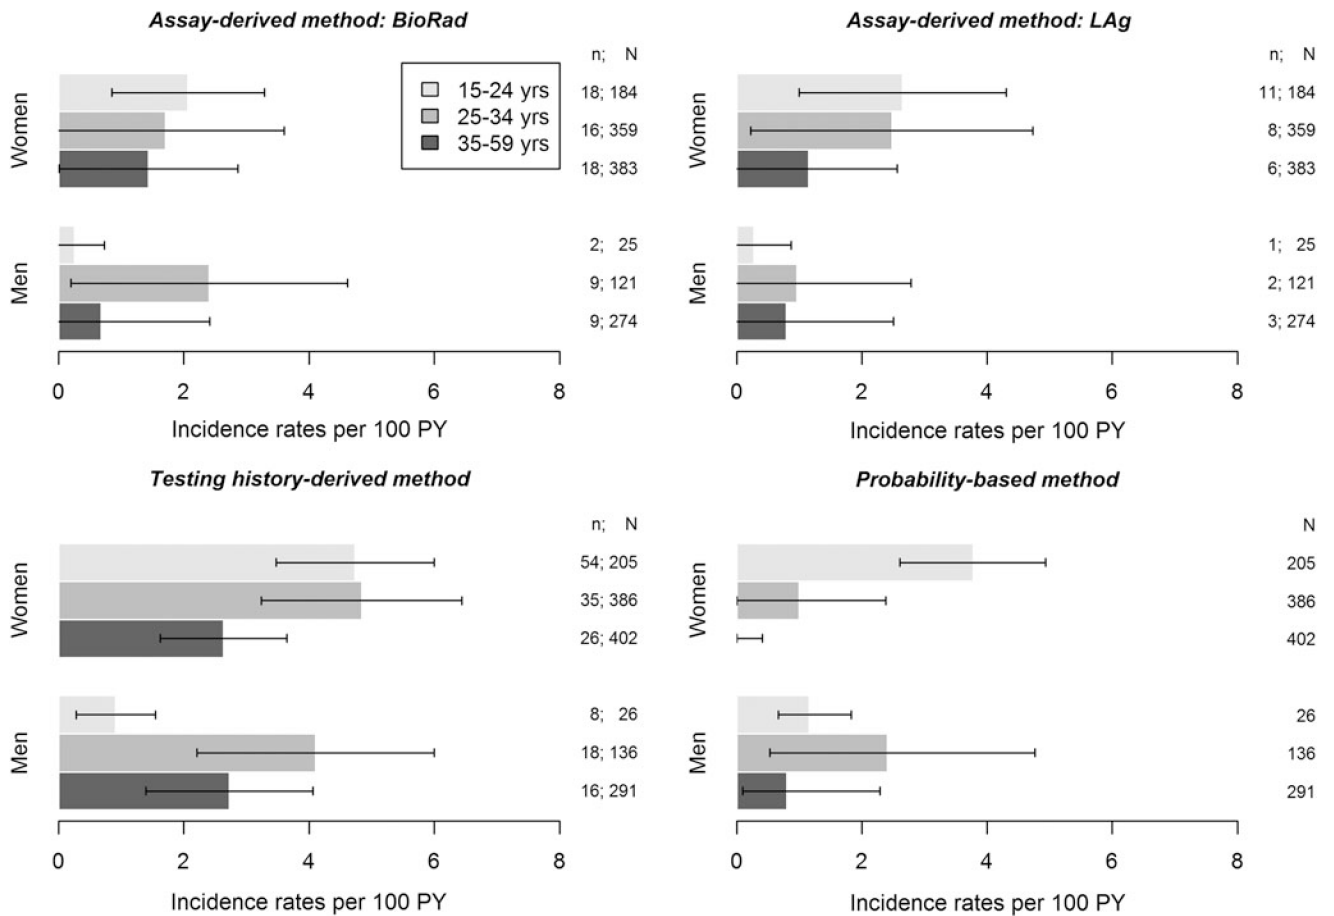 Assay-derived method: BioRad
n; N
15-24 yrs
25-34 yrs
35-59 yrs
Women
18; 184
16; 359
18; 383
Men
2; 25
9; 121
9; 274
0 2 4 6 8
Incidence rates per 100 PY
Assay-derived method: LAg
n; N
Women
11; 184
8; 359
6; 383
Men
1; 25
2; 121
3; 274
0 2 4 6 8
Incidence rates per 100 PY
Testing history-derived method
n; N
Women
54; 205
35; 386
26; 402
Men
8; 26
18; 136
16; 291
0 2 4 6 8
Incidence rates per 100 PY
Probability-based method
N
Women
205
386
402
Men
26
136
291
0 2 4 6 8
Incidence rates per 100 PY